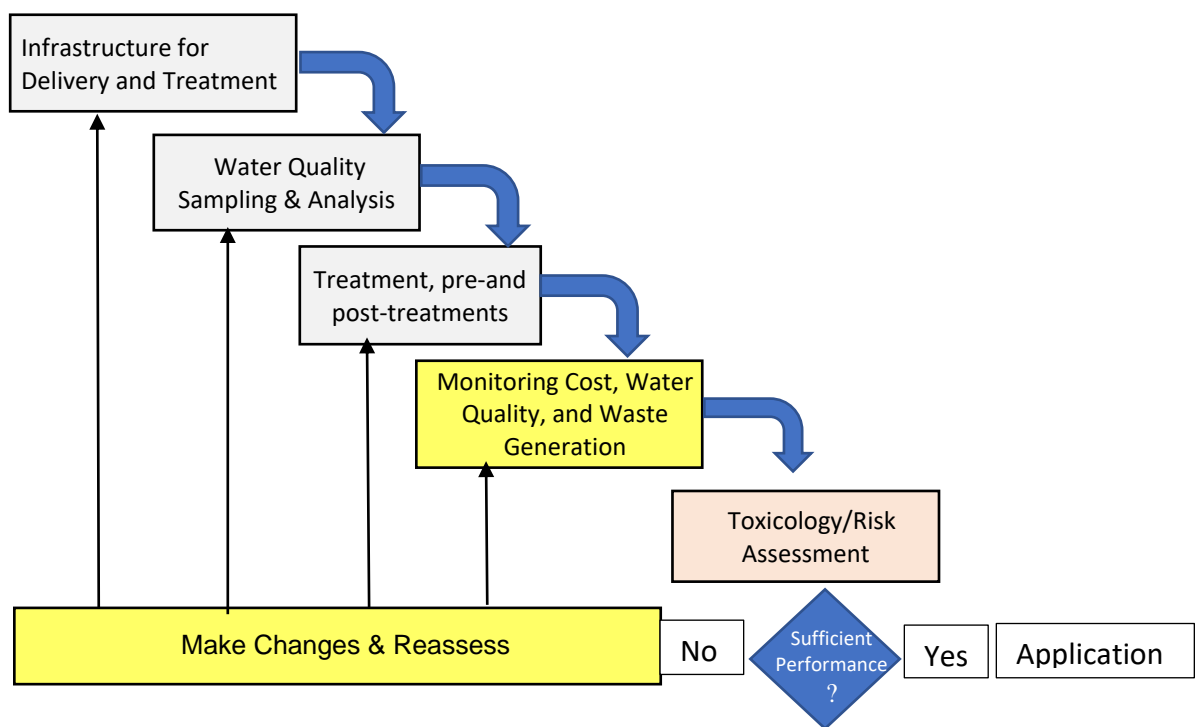 Infrastructure for
Delivery and Treatment
Water Quality
Sampling & Analysis
Treatment, pre-and
post-treatments
Monitoring Cost, Water
Quality, and Waste
Generation
Toxicology/Risk
Assessment
Make Changes & Reassess
No
Sufficient
Performance
?
Yes
Application